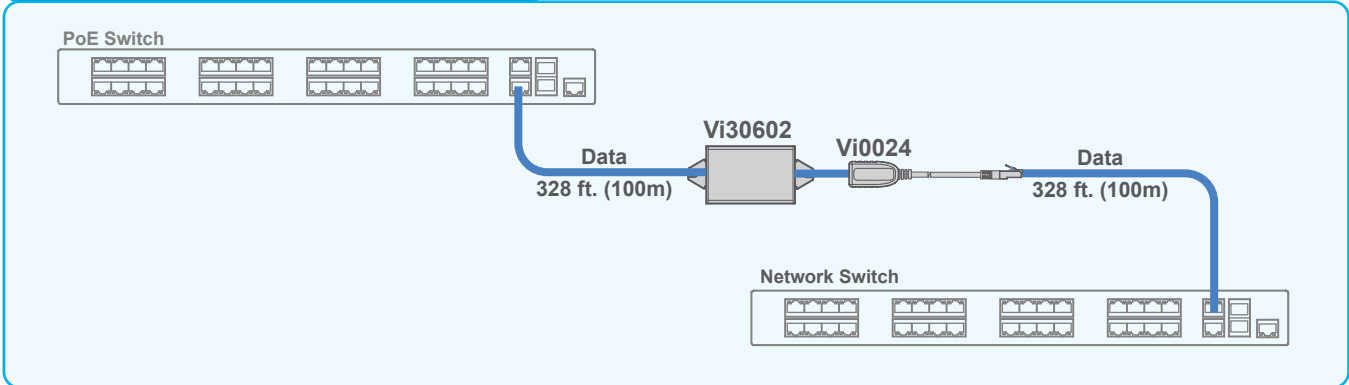 PoE Switch
Vi30602
Vi0024
Data
328 ft. (100m)
Data
328 ft. (100m)
Network Switch